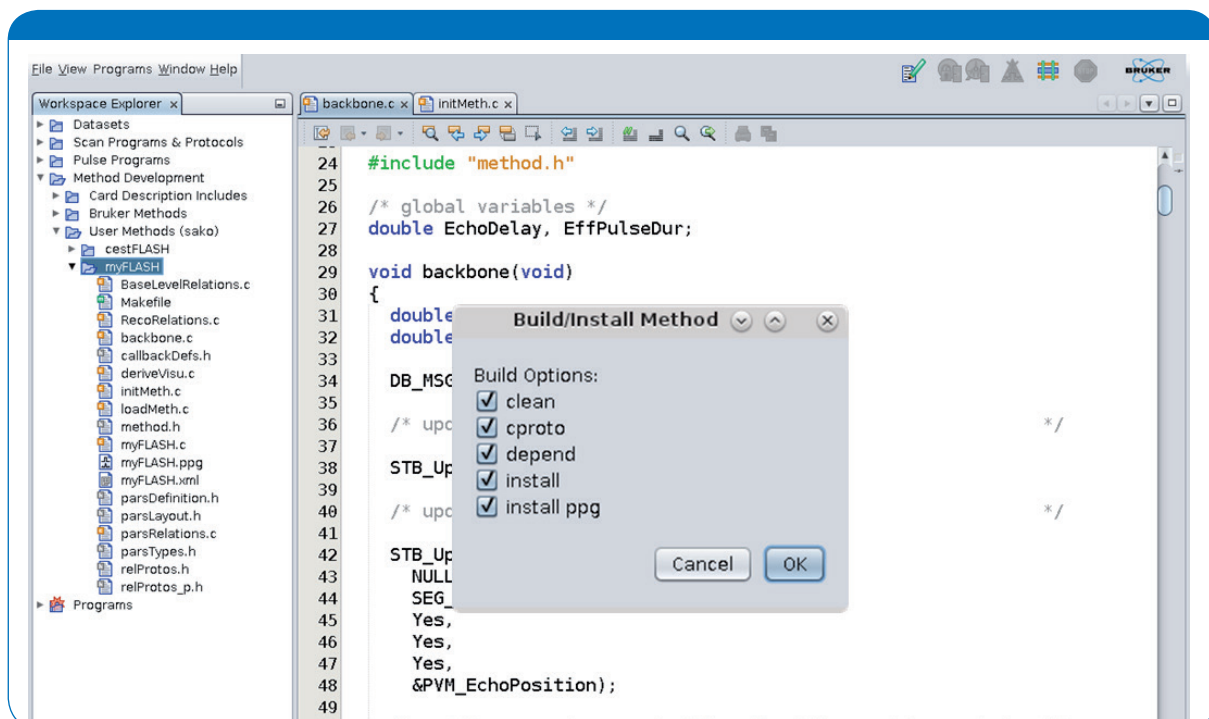 File View Programs Window Help
BRUKER
Workspace Explorer
Datasets
Scan Programs & Protocols
Pulse Programs
Method Development
Card Description Includes
Bruker Methods
User Methods (sako)
cestFLASH
myFLASH
BaseLevelRelations.c
Makefile
RecoRelations.c
backbone.c
callbackDefs.h
deriveVisu.c
initMeth.c
loadMeth.c
method.h
myFLASH.c
myFLASH.ppg
myFLASH.xml
parsDefinition.h
parsLayout.h
parsRelations.c
parsTypes.h
relProtos.h
relProtos_p.h
Programs
backbone.c initMeth.c
24 #include "method.h"
25
26 /* global variables */
27 double EchoDelay, EffPulseDur;
28
29 void backbone(void)
30 {
31 double
32 double
33
34 DB_MSG
35
36 /* upd */
37
38 STB_Up
39
40 /* upd */
41
42 STB_Up
43 NULL
44 SEG_
45 Yes,
46 Yes,
47 Yes,
48 &PVM_EchoPosition);
49
Build/Install Method
Build Options:
clean
cproto
depend
install
install ppg
Cancel OK